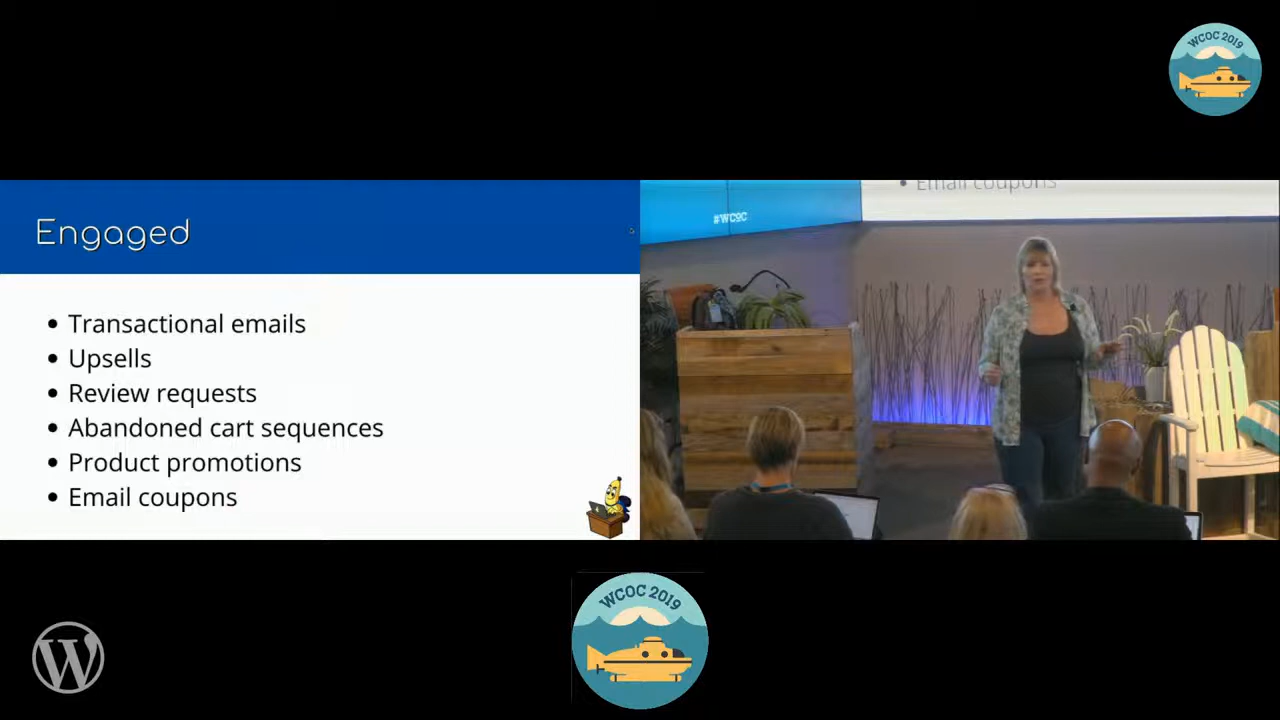 WCOC 2019
Engaged
• Transactional emails
• Upsells
• Review requests
• Abandoned cart sequences
• Product promotions
• Email coupons
• Email coupons
#WCOC
WCOC 2019